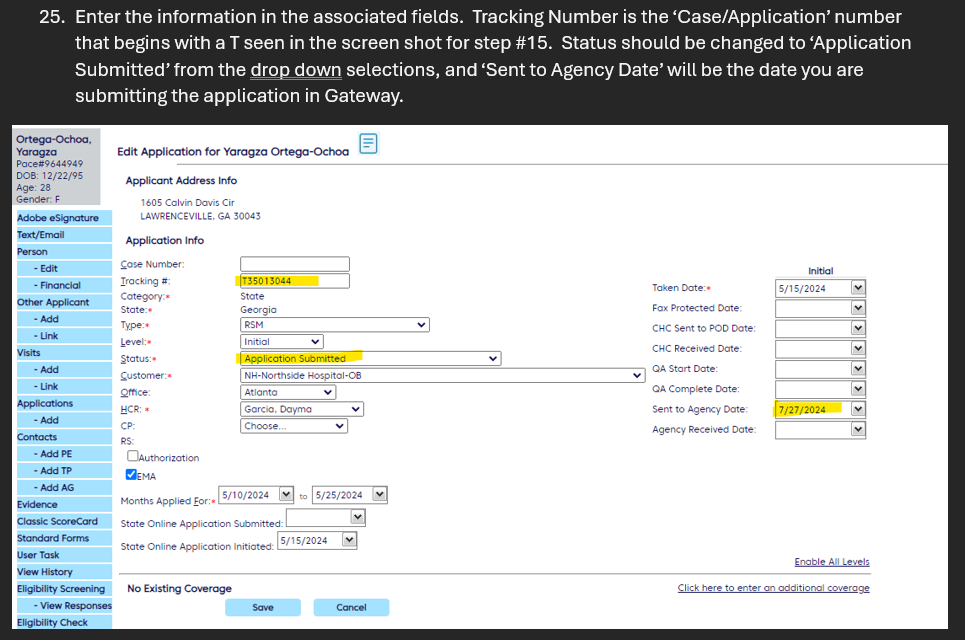 25. Enter the information in the associated fields. Tracking Number is the ‘Case/Application’ number
that begins with a T seen in the screen shot for step #15. Status should be changed to ‘Application
Submitted’ from the drop down selections, and ‘Sent to Agency Date’ will be the date you are
submitting the application in Gateway.
Ortega-Ochoa,
Yaragza
Pace#9644949
DOB: 12/22/95
Age: 28
Gender: F
Adobe eSignature
Text/Email
Person
- Edit
- Financial
Other Applicant
- Add
- Link
Visits
- Add
- Link
Applications
- Add
Contacts
- Add PE
- Add TP
- Add AG
Evidence
Classic ScoreCard
Standard Forms
User Task
View History
Eligibility Screening
- View Responses
Eligibility Check
Edit Application for Yaragza Ortega-Ochoa
Applicant Address Info
1605 Calvin Davis Cir
LAWRENCEVILLE, GA 30043
Application Info
Case Number:
Tracking #: T35013044
Category:* State
State:* Georgia
Type:* RSM
Level:* Initial
Status:* Application Submitted
Customer:* NH-Northside Hospital-OB
Office: Atlanta
HCR: * Garcia, Dayma
CP: Choose...
RS:
Authorization
EMA
Months Applied For:* 5/10/2024 to 5/25/2024
State Online Application Submitted:
State Online Application Initiated: 5/15/2024
Initial
Taken Date:* 5/15/2024
Fax Protected Date:
CHC Sent to POD Date:
CHC Received Date:
QA Start Date:
QA Complete Date:
Sent to Agency Date: 7/27/2024
Agency Received Date:
Enable All Levels
No Existing Coverage
Click here to enter an additional coverage
Save Cancel